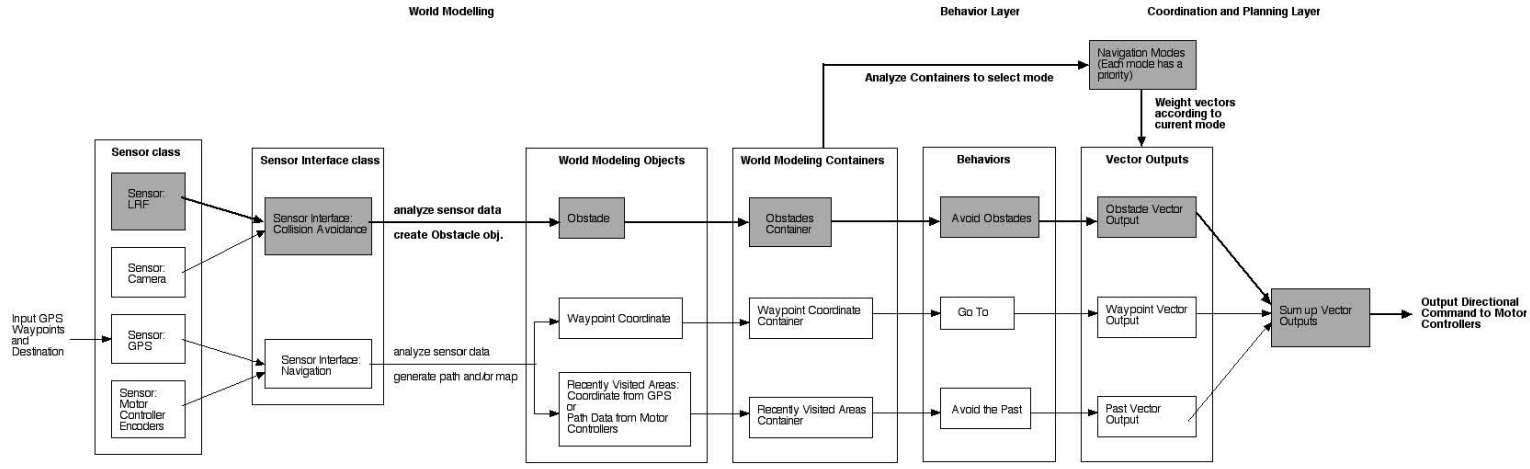 World Modelling
Behavior Layer
Coordination and Planning Layer
Navigation Modes
(Each mode has a
priority)
Analyze Containers to select mode
Weight vectors
according to
current mode
Sensor class
Sensor:
LRF
Sensor:
Camera
Input GPS
Waypoints
and
Destination
Sensor:
GPS
Sensor:
Motor
Controller
Encoders
Sensor Interface class
Sensor Interface:
Collision Avoidance
Sensor Interface:
Navigation
analyze sensor data
create Obstacle obj.
analyze sensor data
generate path and/or map
World Modeling Objects
Obstacle
Waypoint Coordinate
Recently Visited Areas:
Coordinate from GPS
or
Path Data from Motor
Controllers
World Modeling Containers
Obstacles
Container
Waypoint Coordinate
Container
Recently Visited Areas
Container
Behaviors
Avoid Obstacles
Go To
Avoid the Past
Vector Outputs
Obstacle Vector
Output
Waypoint Vector
Output
Past Vector
Output
Sum up Vector
Outputs
Output Directional
Command to Motor
Controllers